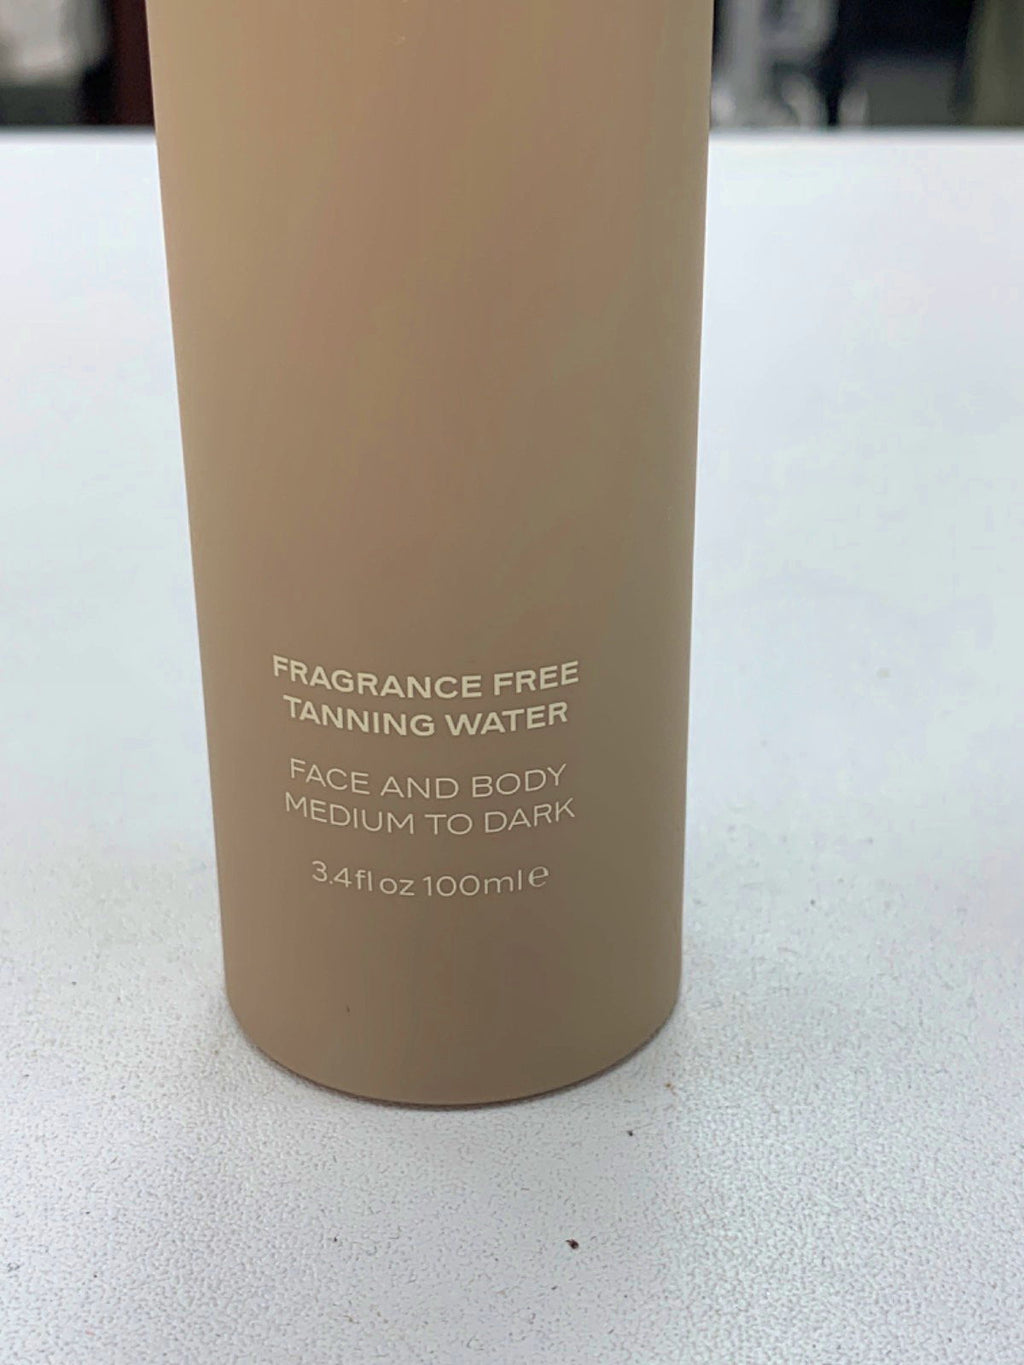 FRAGRANCE FREE
TANNING WATER
FACE AND BODY
MEDIUM TO DARK
3.4fl oz 100ml℮